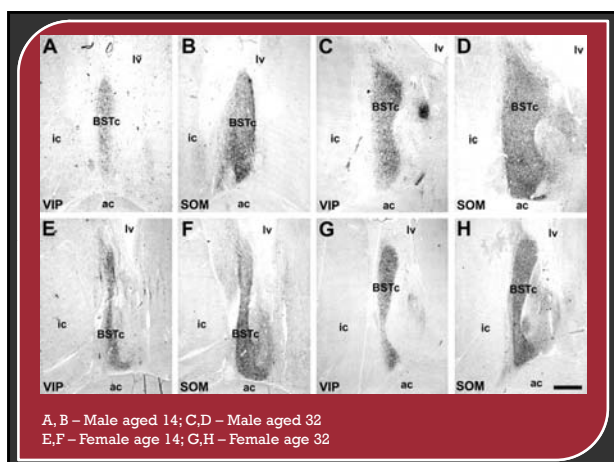 A B C D
lv lv lv lv
BSTc BSTc BSTc BSTc
ic ic ic ic
VIP ac SOM ac VIP ac SOM ac
E F G H
lv lv lv lv
BSTc BSTc BSTc BSTc
ic ic ic ic
VIP ac SOM ac VIP ac SOM ac
A, B – Male aged 14; C,D – Male aged 32
E,F – Female age 14; G,H – Female age 32